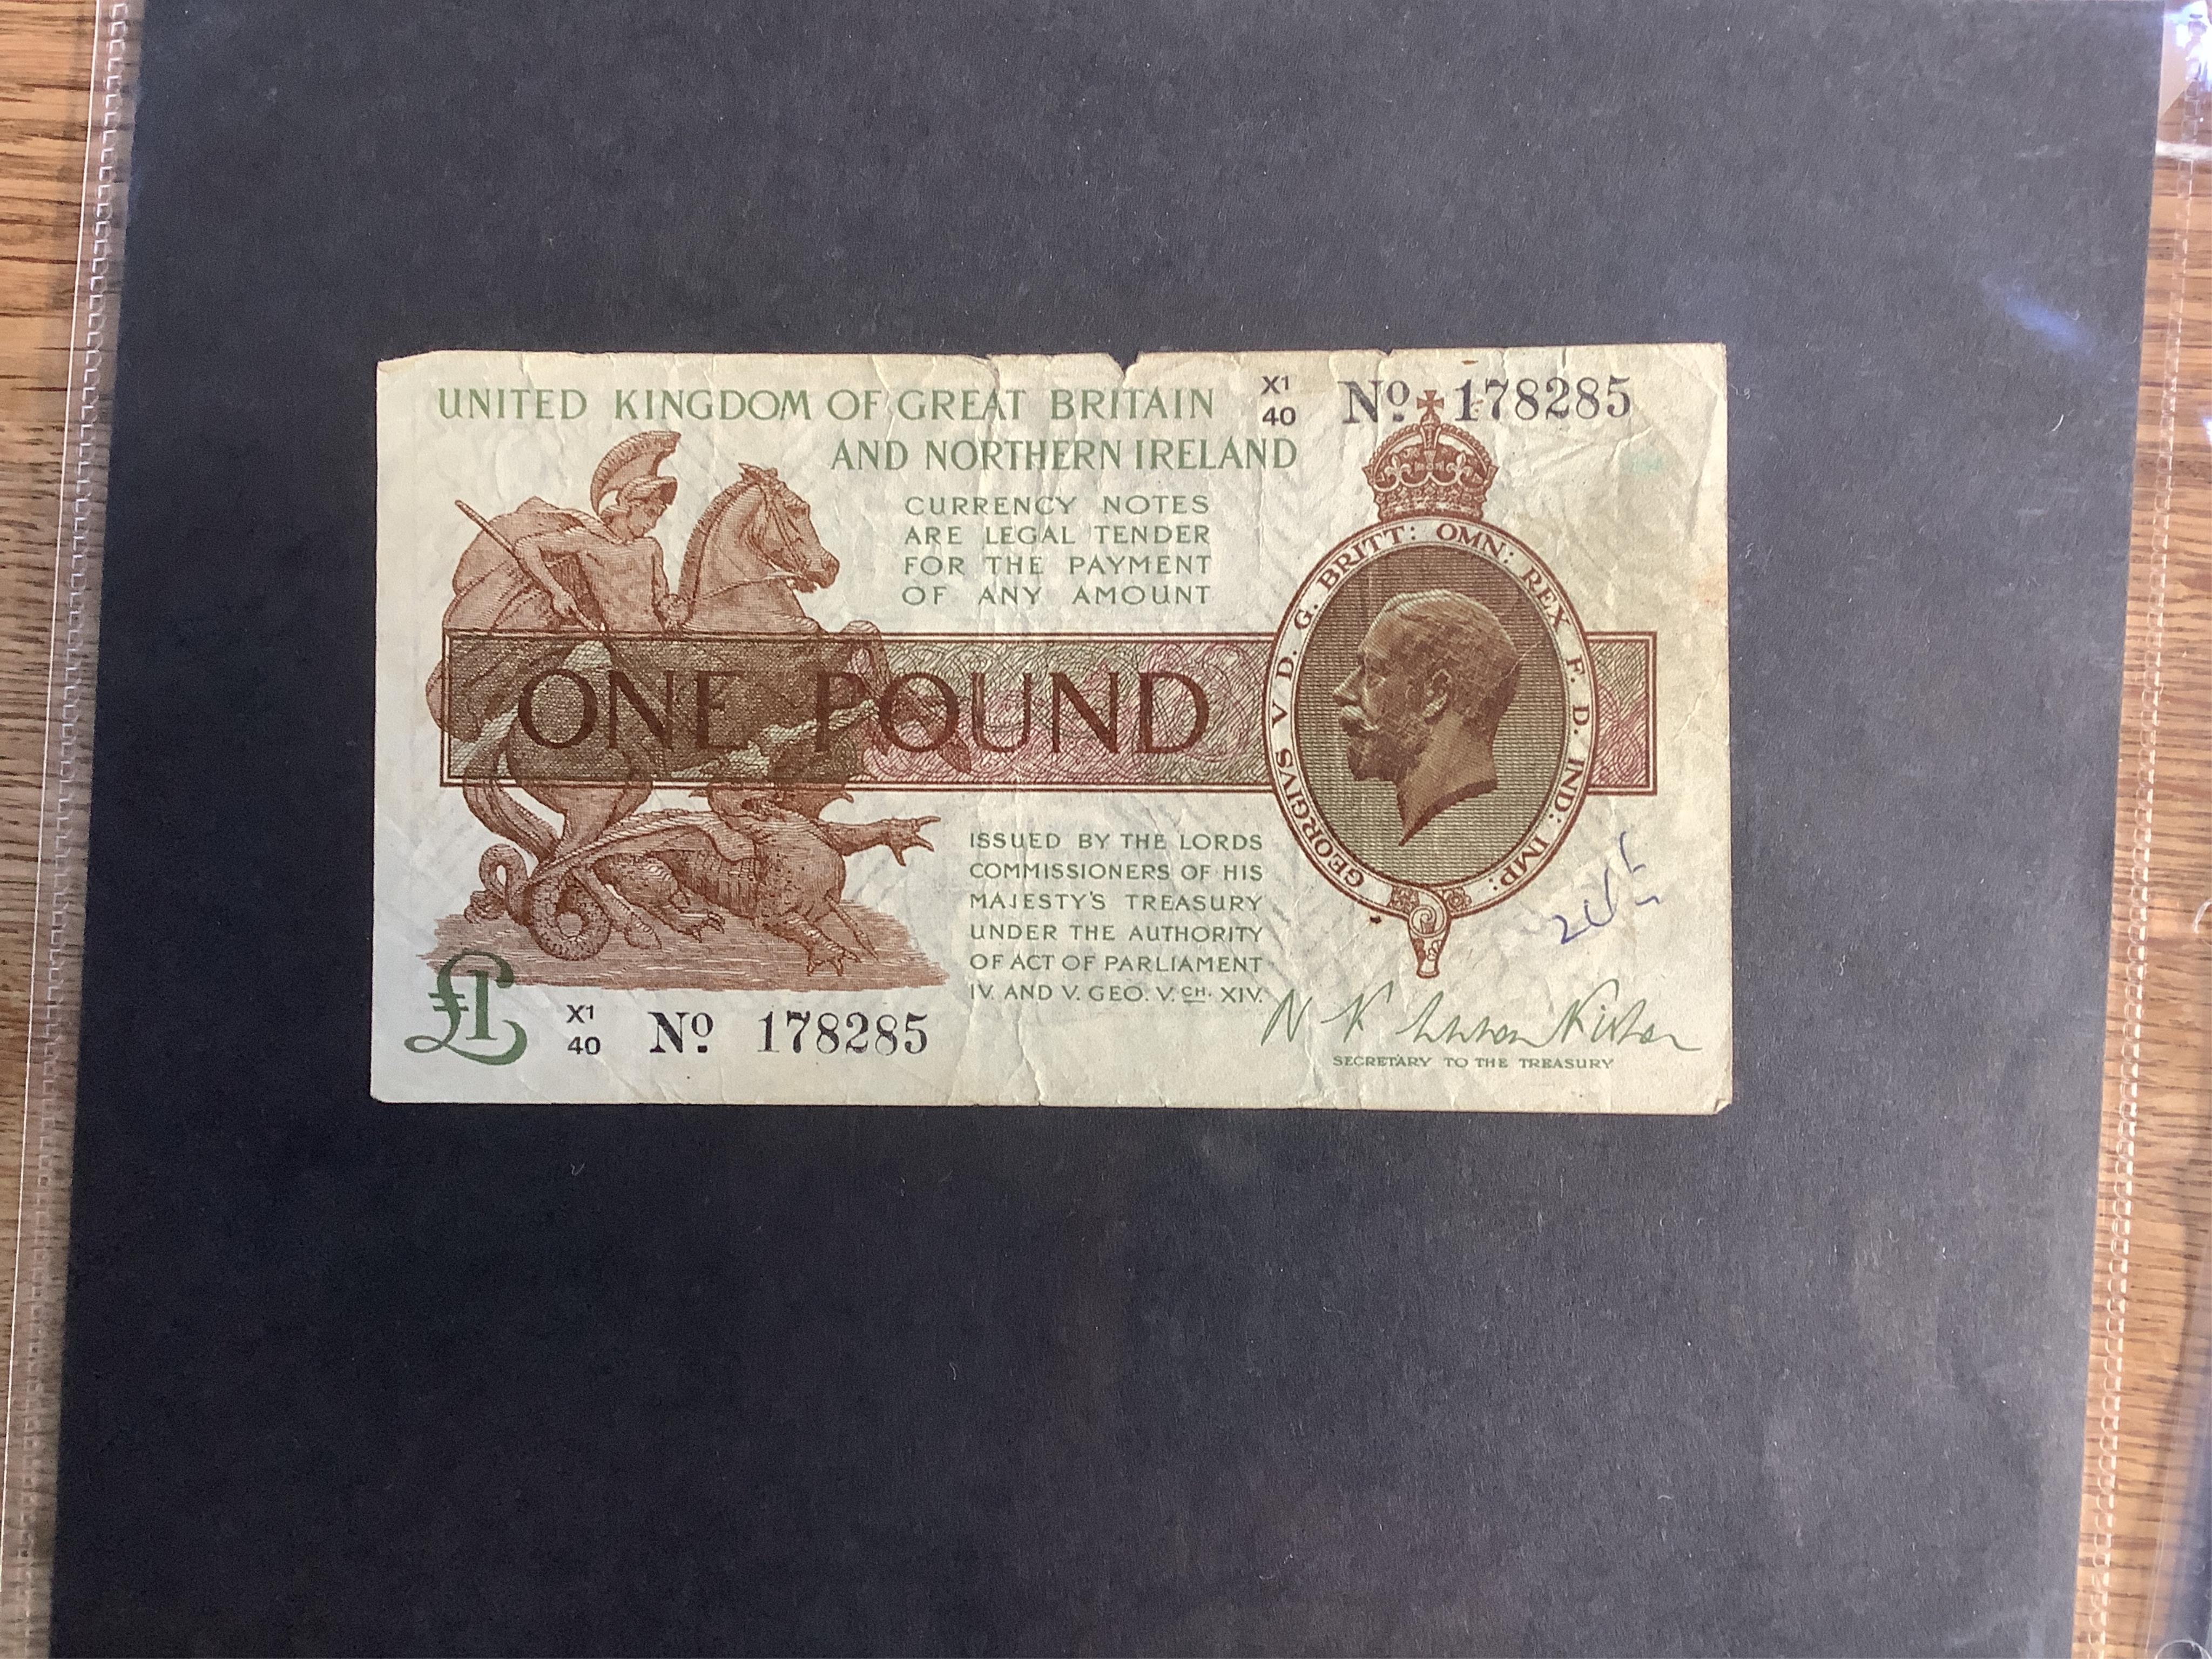 UNITED KINGDOM OF GREAT BRITAIN
AND NORTHERN IRELAND
X1
40
Nº 178285
CURRENCY NOTES
ARE LEGAL TENDER
FOR THE PAYMENT
OF ANY AMOUNT
ONE POUND
GEORGIVS V D. G. BRITT: OMN: REX F. D. IND: IMP:
ISSUED BY THE LORDS
COMMISSIONERS OF HIS
MAJESTY'S TREASURY
UNDER THE AUTHORITY
OF ACT OF PARLIAMENT
IV. AND V. GEO. V. CH. XIV.
£1
X1
40
Nº 178285
SECRETARY TO THE TREASURY